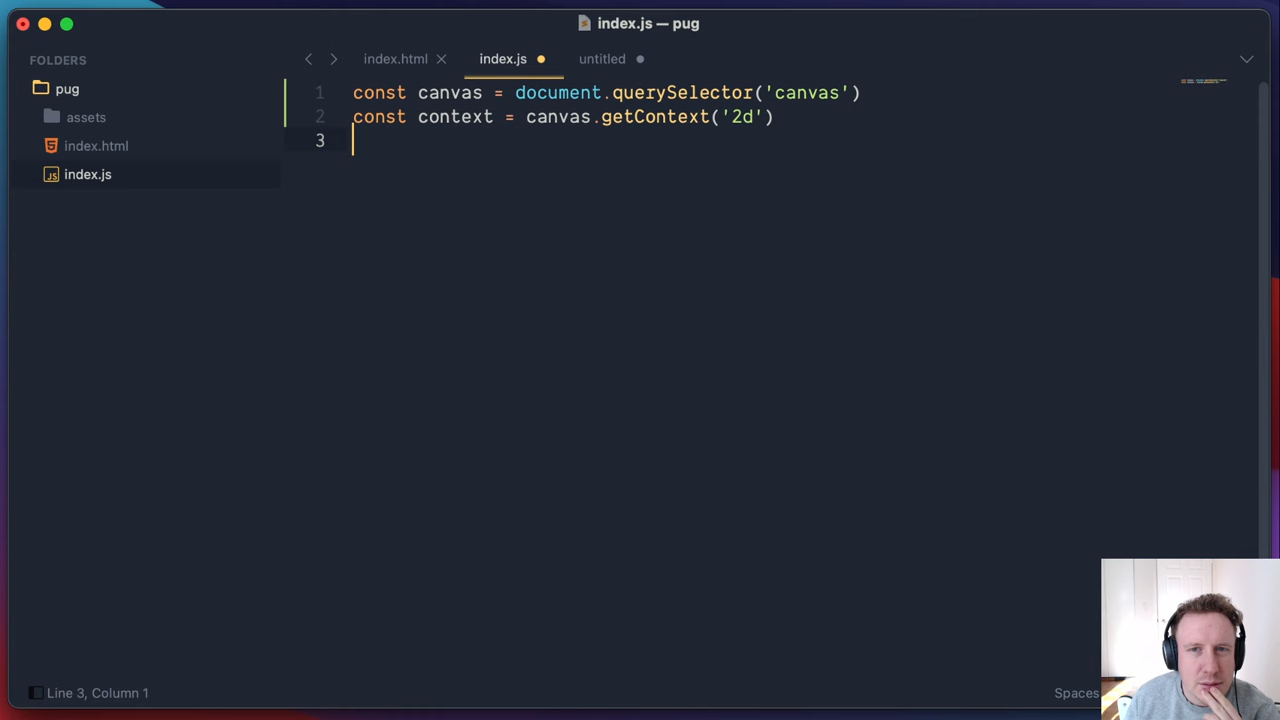 index.js — pug
FOLDERS
pug
assets
index.html
JS index.js
index.html
index.js
untitled
1 const canvas = document.querySelector('canvas')
2 const context = canvas.getContext('2d')
3
Line 3, Column 1
Spaces